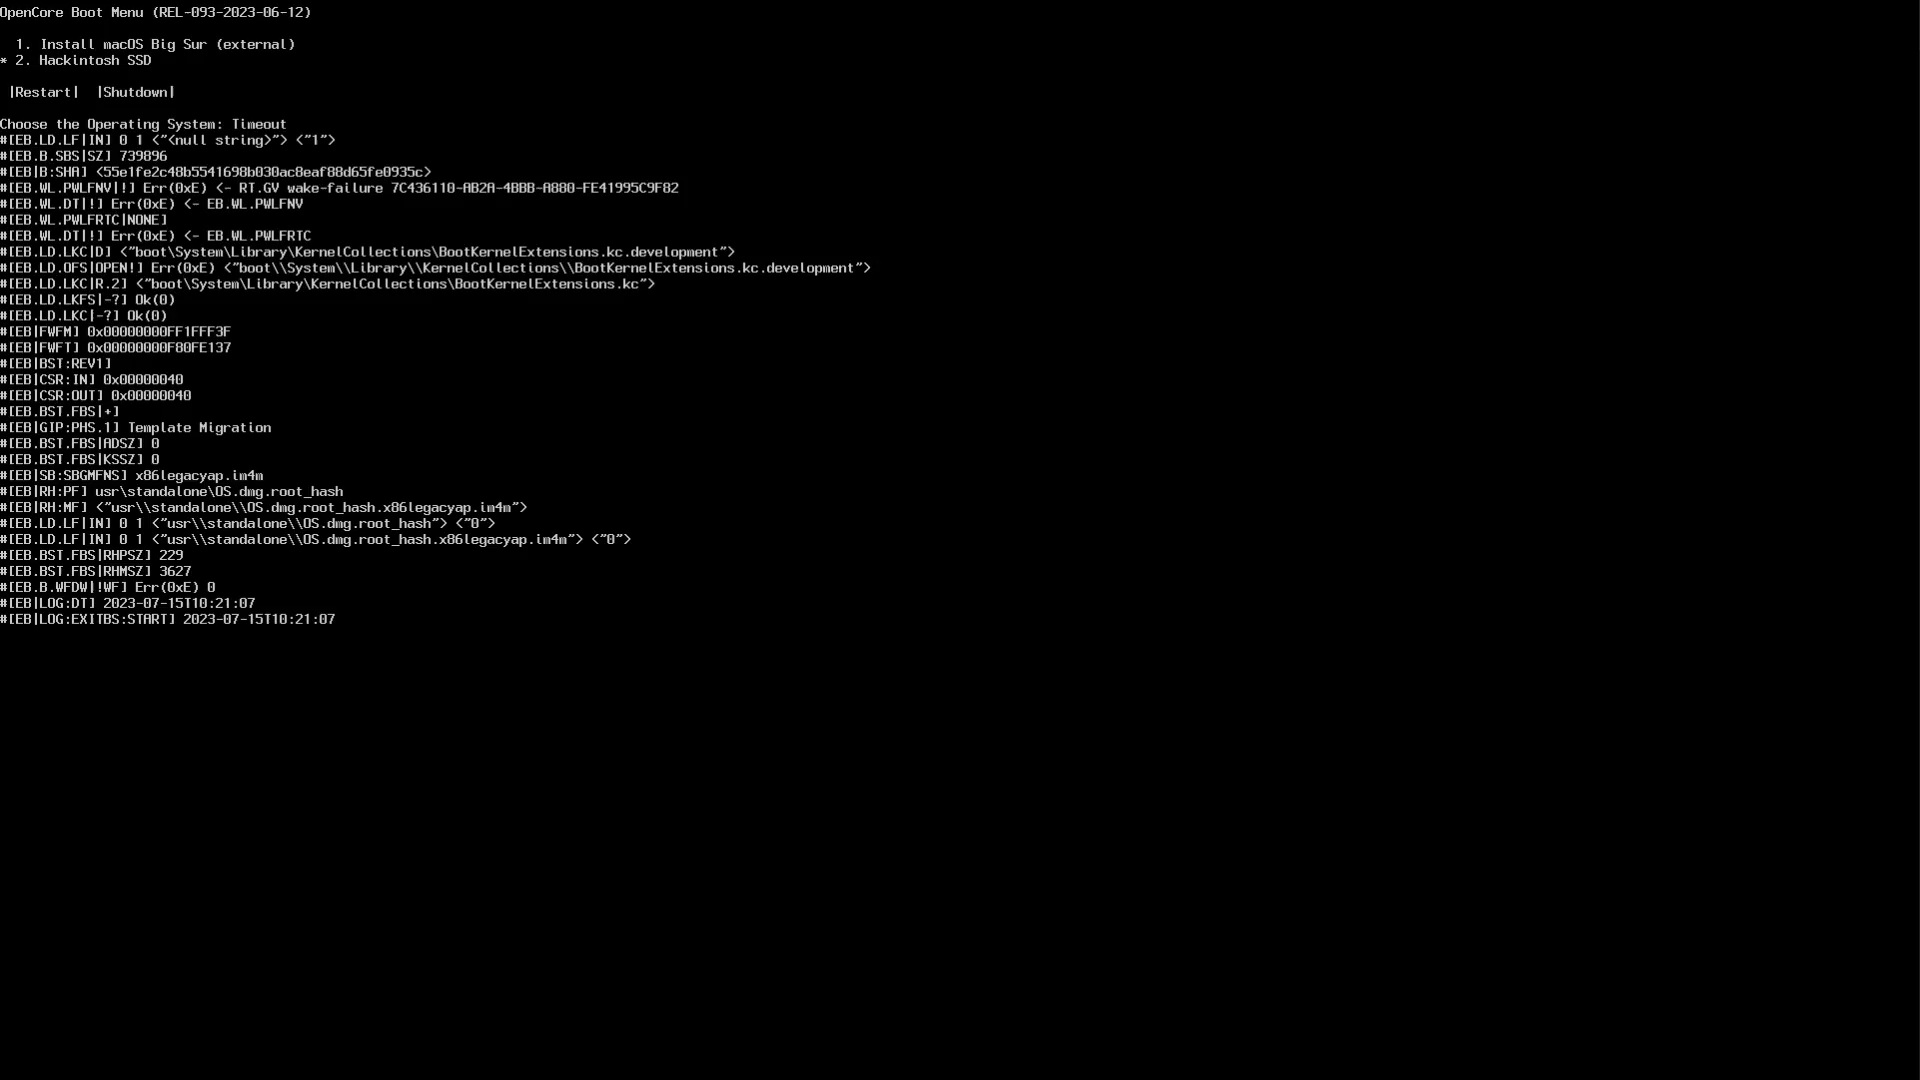 OpenCore Boot Menu (REL-093-2023-06-12)
1. Install macOS Big Sur (external)
* 2. Hackintosh SSD
|Restart| |Shutdown|
Choose the Operating System: Timeout
#[EB.LD.LF|IN] 0 1 <"<null string>"> <"1">
#[EB.B.SBS|SZ] 739896
#[EB|B:SHA] <55e1fe2c48b5541698b030ac8eaf88d65fe0935c>
#[EB.WL.PWLFNV|!] Err(0xE) <- RT.GV wake-failure 7C436110-AB2A-4BBB-A880-FE41995C9F82
#[EB.WL.DT|!] Err(0xE) <- EB.WL.PWLFNV
#[EB.WL.PWLFRTC|NONE]
#[EB.WL.DT|!] Err(0xE) <- EB.WL.PWLFRTC
#[EB.LD.LKC|D] <"boot\System\Library\KernelCollections\BootKernelExtensions.kc.development">
#[EB.LD.OFS|OPEN!] Err(0xE) <"boot\\System\\Library\\KernelCollections\\BootKernelExtensions.kc.development">
#[EB.LD.LKC|R.2] <"boot\System\Library\KernelCollections\BootKernelExtensions.kc">
#[EB.LD.LKFS|-?] Ok(0)
#[EB.LD.LKC|-?] Ok(0)
#[EB|FWFM] 0x00000000FF1FFF3F
#[EB|FWFT] 0x00000000F80FE137
#[EB|BST:REV1]
#[EB|CSR:IN] 0x00000040
#[EB|CSR:OUT] 0x00000040
#[EB.BST.FBS|+]
#[EB|GIP:PHS.1] Template Migration
#[EB.BST.FBS|ADSZ] 0
#[EB.BST.FBS|KSSZ] 0
#[EB|SB:SBGMFNS] x86legacyap.im4m
#[EB|RH:PF] usr\standalone\OS.dmg.root_hash
#[EB|RH:MF] <"usr\\standalone\\OS.dmg.root_hash.x86legacyap.im4m">
#[EB.LD.LF|IN] 0 1 <"usr\\standalone\\OS.dmg.root_hash"> <"0">
#[EB.LD.LF|IN] 0 1 <"usr\\standalone\\OS.dmg.root_hash.x86legacyap.im4m"> <"0">
#[EB.BST.FBS|RHPSZ] 229
#[EB.BST.FBS|RHMSZ] 3627
#[EB.B.WFDW|!WF] Err(0xE) 0
#[EB|LOG:DT] 2023-07-15T10:21:07
#[EB|LOG:EXITBS:START] 2023-07-15T10:21:07